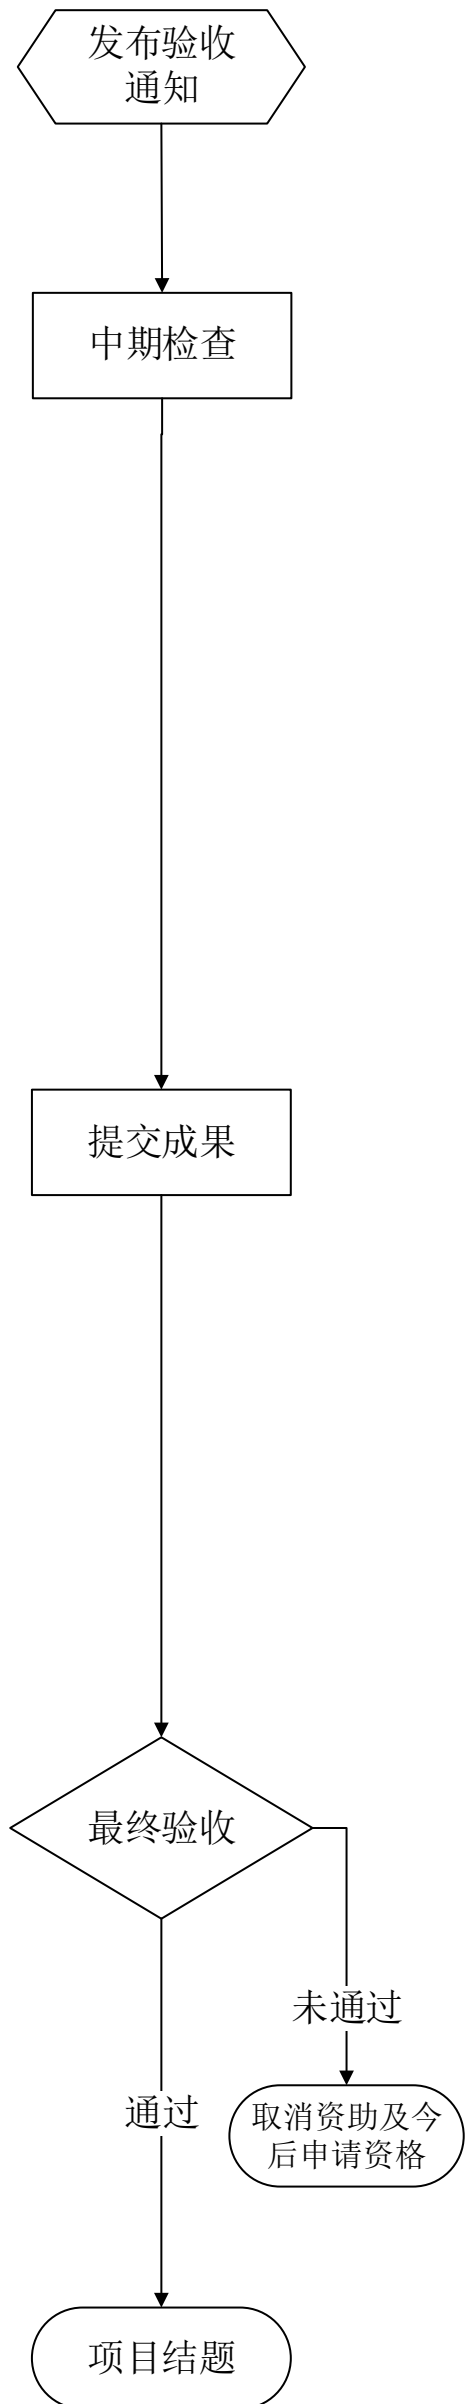 发布验收
通知
中期检查
提交成果
最终验收
未通过
通过
取消资助及今
后申请资格
项目结题